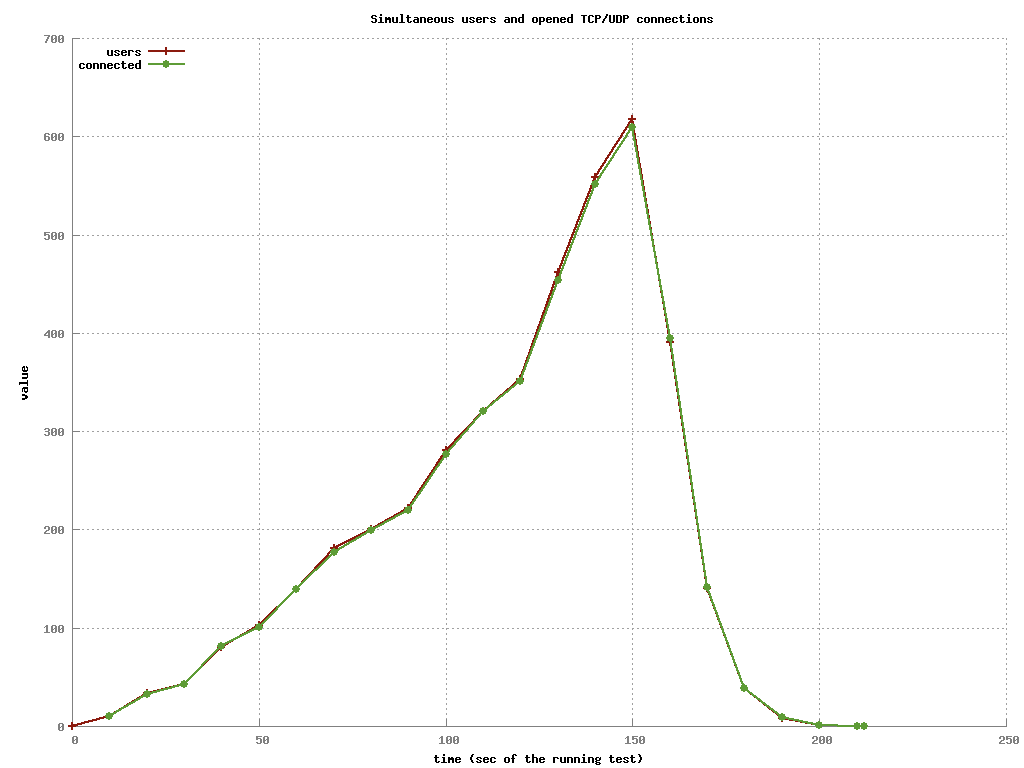 Simultaneous users and opened TCP/UDP connections
700
users
connected
600
500
400
value
300
200
100
0
0 50 100 150 200 250
time (sec of the running test)